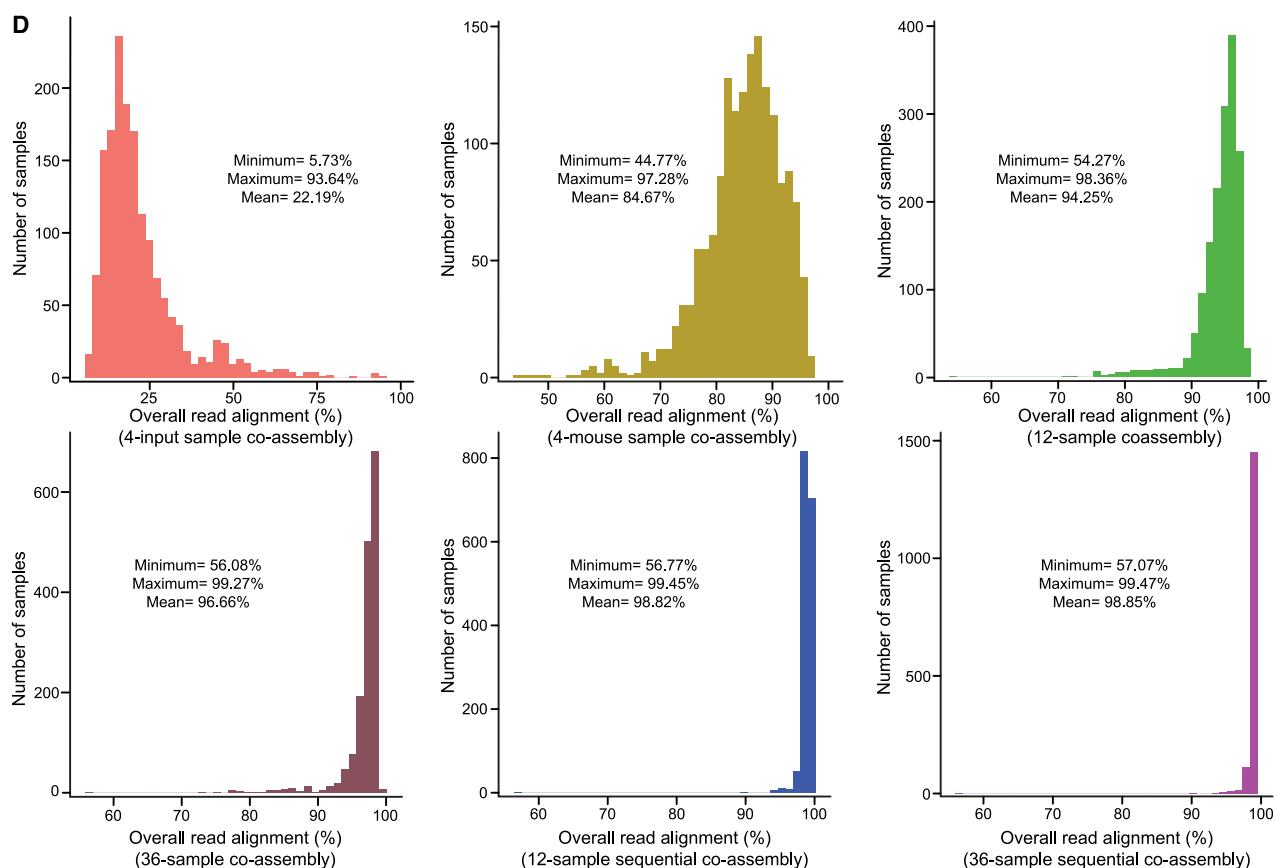 D
Number of samples
200
150
100
50
0
Minimum= 5.73%
Maximum= 93.64%
Mean= 22.19%
25
50
75
100
Overall read alignment (%)
(4-input sample co-assembly)
Number of samples
150
100
50
0
Minimum= 44.77%
Maximum= 97.28%
Mean= 84.67%
50
60
70
80
90
100
Overall read alignment (%)
(4-mouse sample co-assembly)
Number of samples
400
300
200
100
0
Minimum= 54.27%
Maximum= 98.36%
Mean= 94.25%
60
70
80
90
100
Overall read alignment (%)
(12-sample coassembly)
Number of samples
600
400
200
0
Minimum= 56.08%
Maximum= 99.27%
Mean= 96.66%
60
70
80
90
100
Overall read alignment (%)
(36-sample co-assembly)
Number of samples
800
600
400
200
0
Minimum= 56.77%
Maximum= 99.45%
Mean= 98.82%
60
70
80
90
100
Overall read alignment (%)
(12-sample sequential co-assembly)
Number of samples
1500
1000
500
0
Minimum= 57.07%
Maximum= 99.47%
Mean= 98.85%
60
70
80
90
100
Overall read alignment (%)
(36-sample sequential co-assembly)